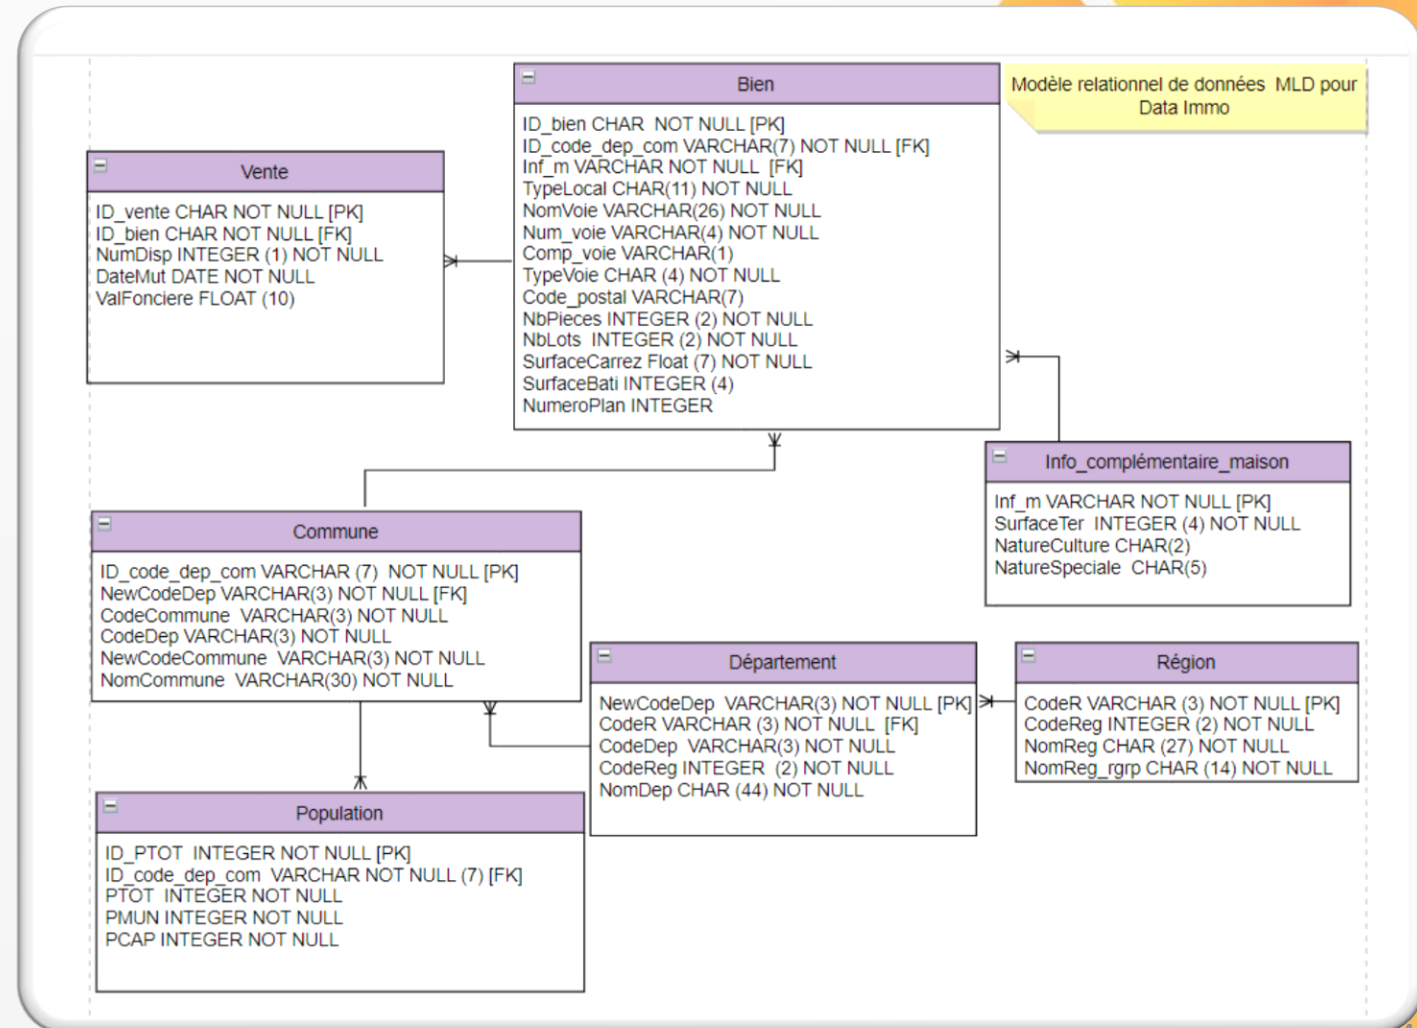 Modèle relationnel de données MLD pour
Data Immo
Bien
ID_bien CHAR NOT NULL [PK]
ID_code_dep_com VARCHAR(7) NOT NULL [FK]
Inf_m VARCHAR NOT NULL [FK]
TypeLocal CHAR(11) NOT NULL
NomVoie VARCHAR(26) NOT NULL
Num_voie VARCHAR(4) NOT NULL
Comp_voie VARCHAR(1)
TypeVoie CHAR (4) NOT NULL
Code_postal VARCHAR(7)
NbPieces INTEGER (2) NOT NULL
NbLots INTEGER (2) NOT NULL
SurfaceCarrez Float (7) NOT NULL
SurfaceBati INTEGER (4)
NumeroPlan INTEGER
Vente
ID_vente CHAR NOT NULL [PK]
ID_bien CHAR NOT NULL [FK]
NumDisp INTEGER (1) NOT NULL
DateMut DATE NOT NULL
ValFonciere FLOAT (10)
Info_complémentaire_maison
Inf_m VARCHAR NOT NULL [PK]
SurfaceTer INTEGER (4) NOT NULL
NatureCulture CHAR(2)
NatureSpeciale CHAR(5)
Commune
ID_code_dep_com VARCHAR (7) NOT NULL [PK]
NewCodeDep VARCHAR(3) NOT NULL [FK]
CodeCommune VARCHAR(3) NOT NULL
CodeDep VARCHAR(3) NOT NULL
NewCodeCommune VARCHAR(3) NOT NULL
NomCommune VARCHAR(30) NOT NULL
Département
NewCodeDep VARCHAR(3) NOT NULL [PK]
CodeR VARCHAR (3) NOT NULL [FK]
CodeDep VARCHAR(3) NOT NULL
CodeReg INTEGER (2) NOT NULL
NomDep CHAR (44) NOT NULL
Région
CodeR VARCHAR (3) NOT NULL [PK]
CodeReg INTEGER (2) NOT NULL
NomReg CHAR (27) NOT NULL
NomReg_rgrp CHAR (14) NOT NULL
Population
ID_PTOT INTEGER NOT NULL [PK]
ID_code_dep_com VARCHAR NOT NULL (7) [FK]
PTOT INTEGER NOT NULL
PMUN INTEGER NOT NULL
PCAP INTEGER NOT NULL